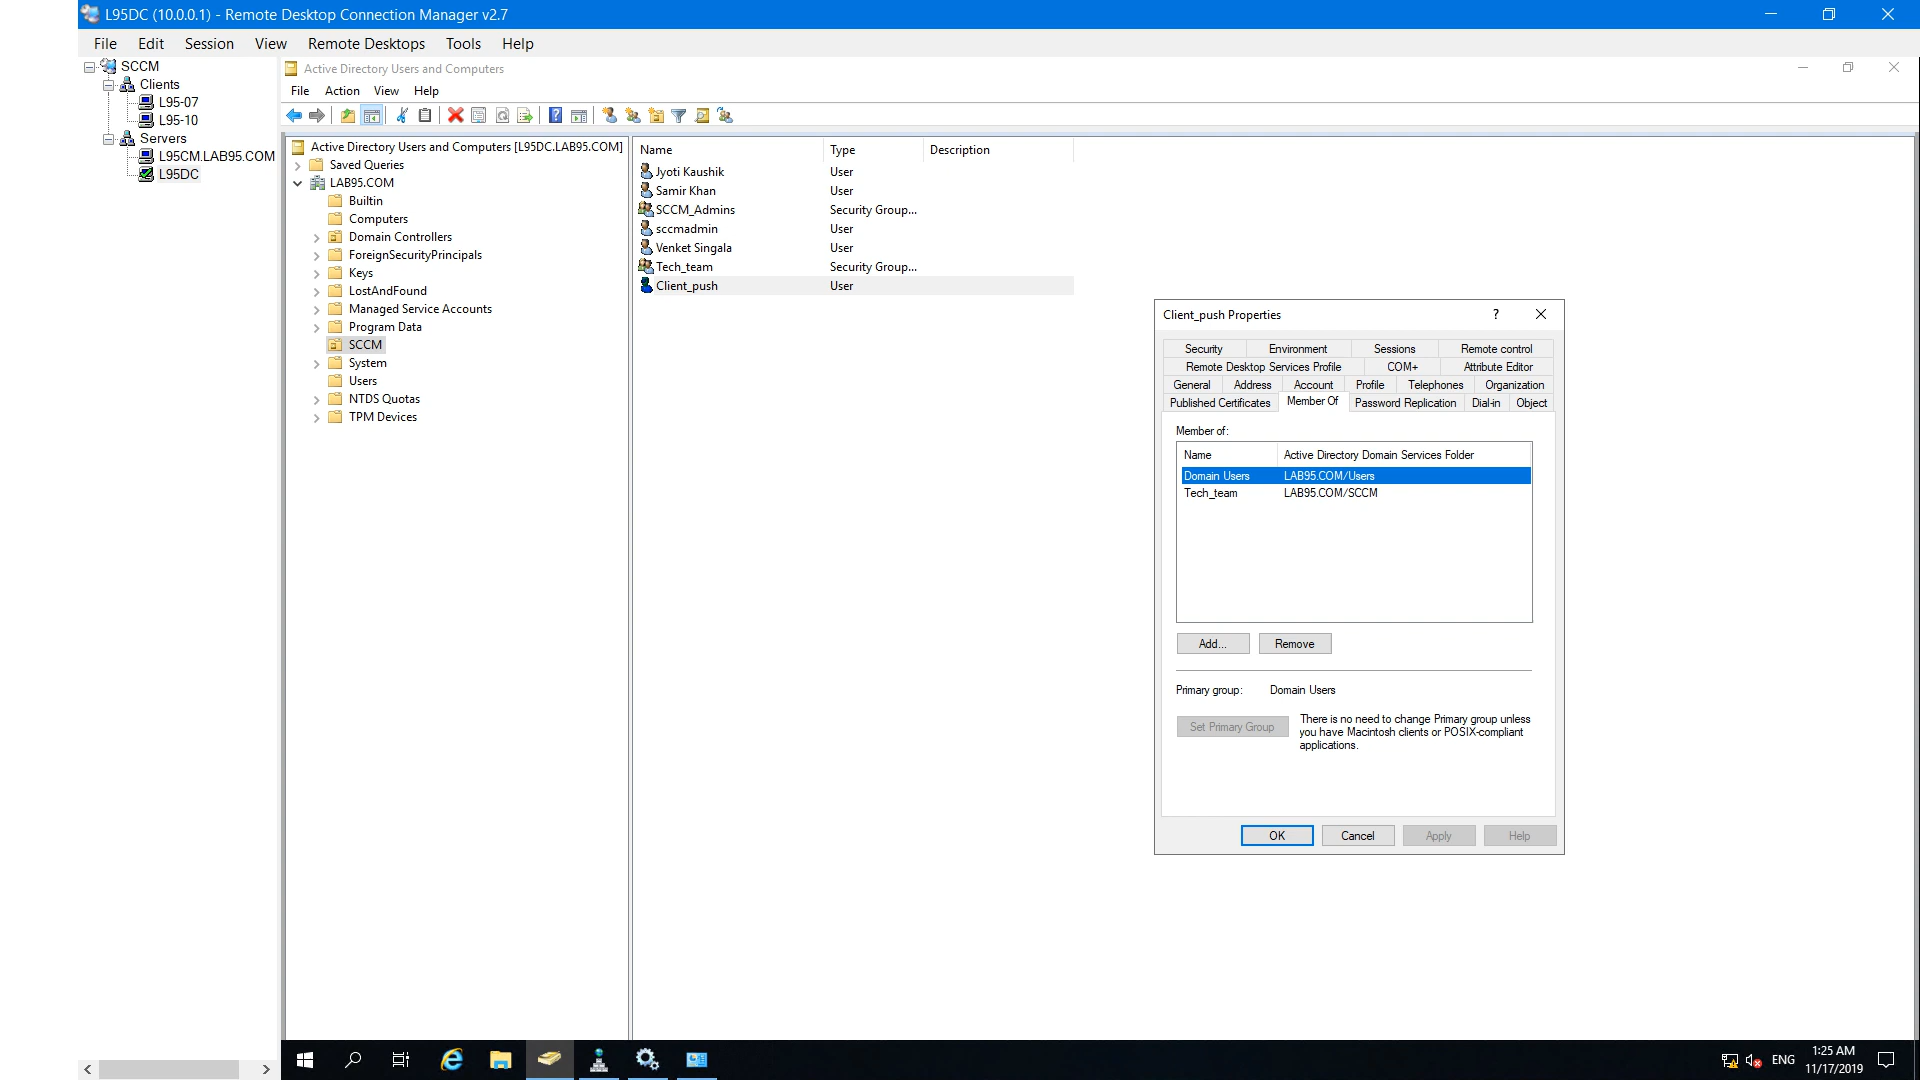 L95DC (10.0.0.1) - Remote Desktop Connection Manager v2.7
File Edit Session View Remote Desktops Tools Help
SCCM
Clients
L95-07
L95-10
Servers
L95CM.LAB95.COM
L95DC
Active Directory Users and Computers
File Action View Help
Active Directory Users and Computers [L95DC.LAB95.COM]
Saved Queries
LAB95.COM
Builtin
Computers
Domain Controllers
ForeignSecurityPrincipals
Keys
LostAndFound
Managed Service Accounts
Program Data
SCCM
System
Users
NTDS Quotas
TPM Devices
Name Type Description
Jyoti Kaushik User
Samir Khan User
SCCM_Admins Security Group...
sccmadmin User
Venket Singala User
Tech_team Security Group...
Client_push User
Client_push Properties
?
Security Environment Sessions Remote control
Remote Desktop Services Profile COM+ Attribute Editor
General Address Account Profile Telephones Organization
Published Certificates Member Of Password Replication Dial-in Object
Member of:
Name Active Directory Domain Services Folder
Domain Users LAB95.COM/Users
Tech_team LAB95.COM/SCCM
Add... Remove
Primary group: Domain Users
Set Primary Group
There is no need to change Primary group unless
you have Macintosh clients or POSIX-compliant
applications.
OK Cancel Apply Help
ENG
1:25 AM
11/17/2019